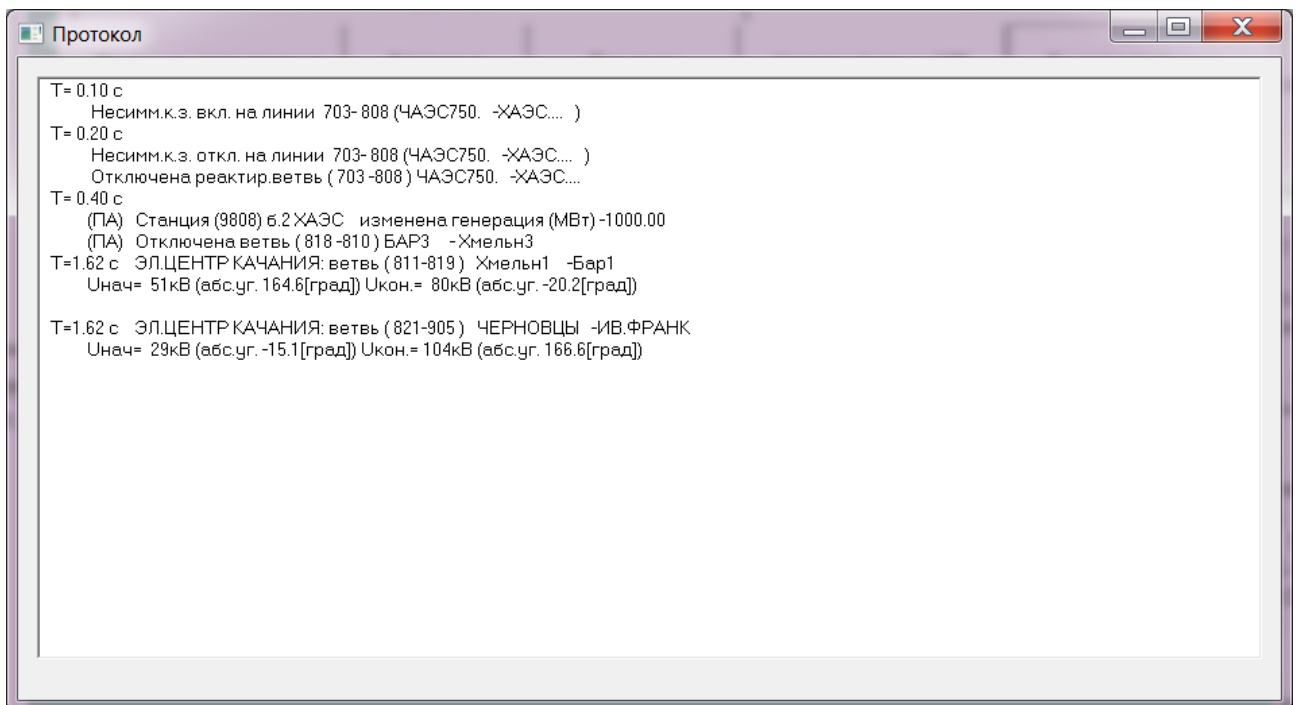 Протокол
T= 0.10 с
Несимм.к.з. вкл. на линии 703- 808 (ЧАЭС750. -ХАЭС.... )
T= 0.20 с
Несимм.к.з. откл. на линии 703- 808 (ЧАЭС750. -ХАЭС.... )
Отключена реактир.ветвь ( 703 -808 ) ЧАЭС750. -ХАЭС....
T= 0.40 с
(ПА) Станция (9808) б.2 ХАЭС изменена генерация (МВт) -1000.00
(ПА) Отключена ветвь ( 818 -810 ) БАР3 - Хмельн3
T=1.62 с ЭЛ.ЦЕНТР КАЧАНИЯ: ветвь ( 811-819 ) Хмельн1 -Бар1
Uнач= 51кВ (абс.уг. 164.6[град]) Uкон.= 80кВ (абс.уг. -20.2[град])
T=1.62 с ЭЛ.ЦЕНТР КАЧАНИЯ: ветвь ( 821-905 ) ЧЕРНОВЦЫ -ИВ.ФРАНК
Uнач= 29кВ (абс.уг. -15.1[град]) Uкон.= 104кВ (абс.уг. 166.6[град])